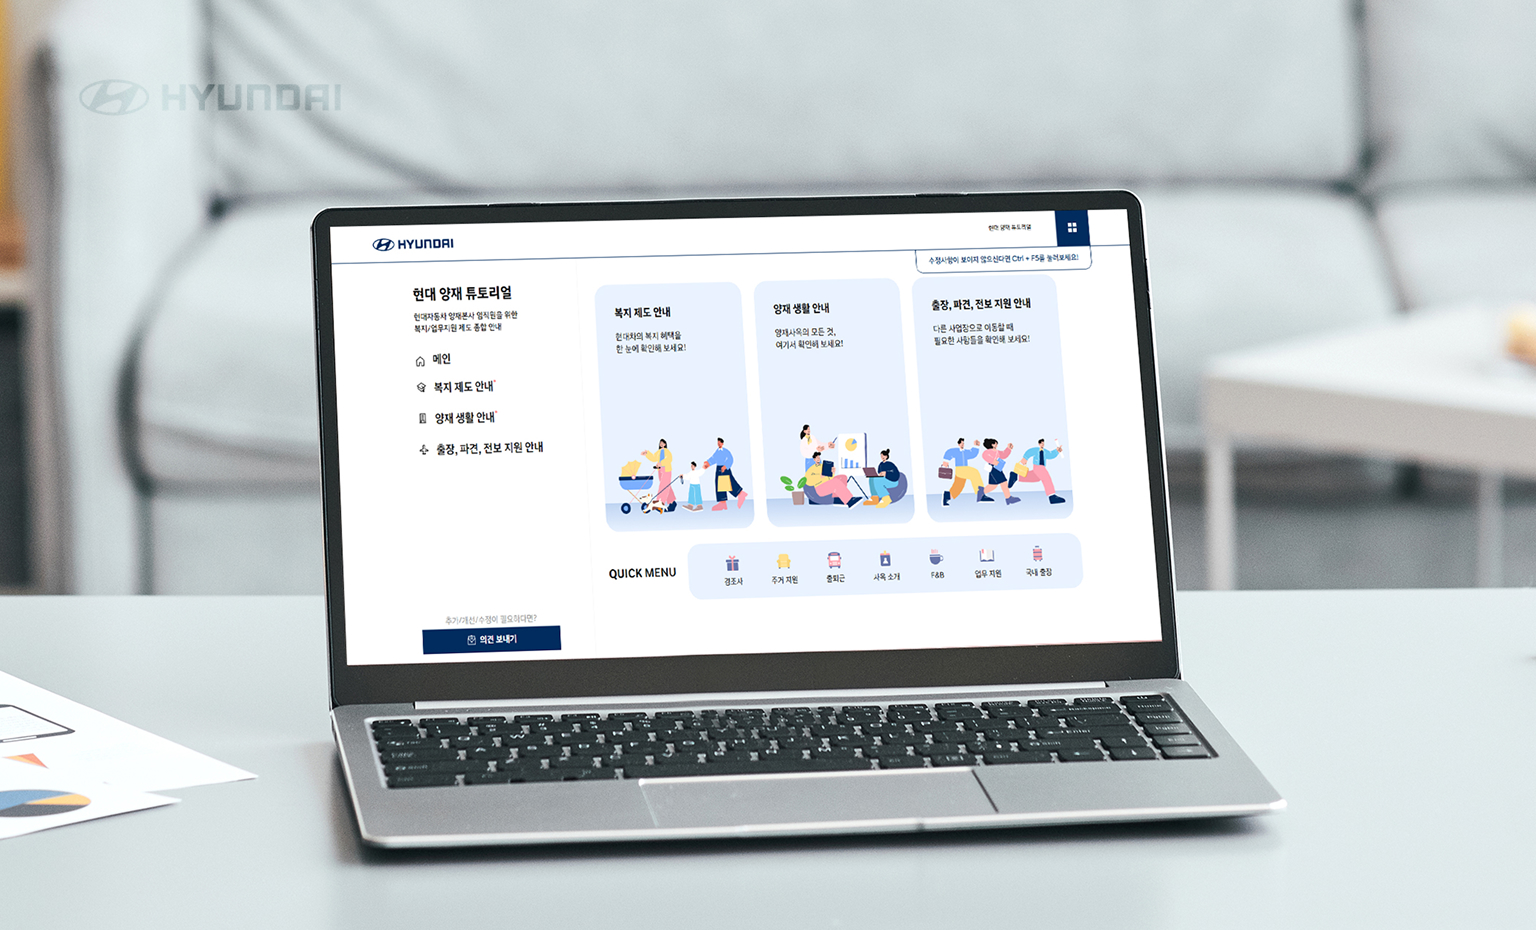 HYUNDAI
HYUNDAI
현대 양재 튜토리얼
수정사항이 보이지 않으신다면 Ctrl + F5를 눌러보세요!
현대 양재 튜토리얼
현대자동차 양재본사 임직원을 위한
복지/업무지원 제도 종합 안내
메인
복지 제도 안내
양재 생활 안내
출장, 파견, 전보 지원 안내
추가/개선/수정이 필요하다면?
의견 보내기
복지 제도 안내
현대차의 복지 혜택을
한 눈에 확인해 보세요!
양재 생활 안내
양재사옥의 모든 것,
여기서 확인해 보세요!
출장, 파견, 전보 지원 안내
다른 사업장으로 이동할 때
필요한 사항들을 확인해 보세요!
QUICK MENU
경조사
주거 지원
출퇴근
사옥 소개
F&B
업무 지원
국내 출장